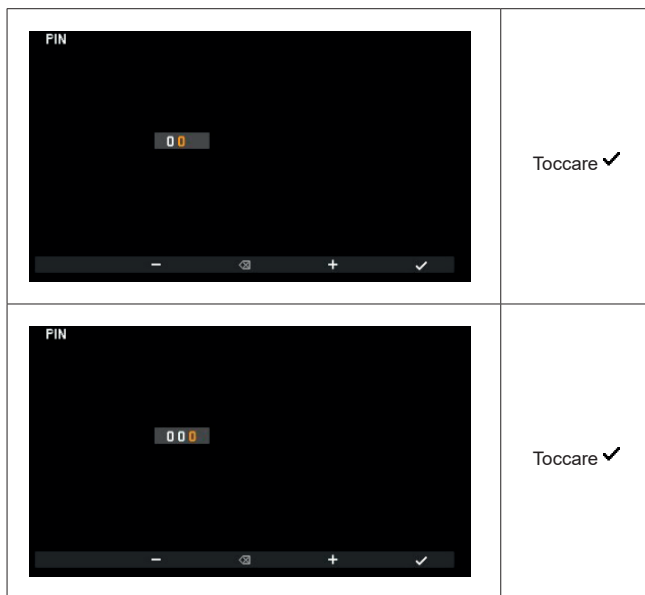 PIN
00
Toccare ✓
− ⌫ + ✓
PIN
000
Toccare ✓
− ⌫ + ✓